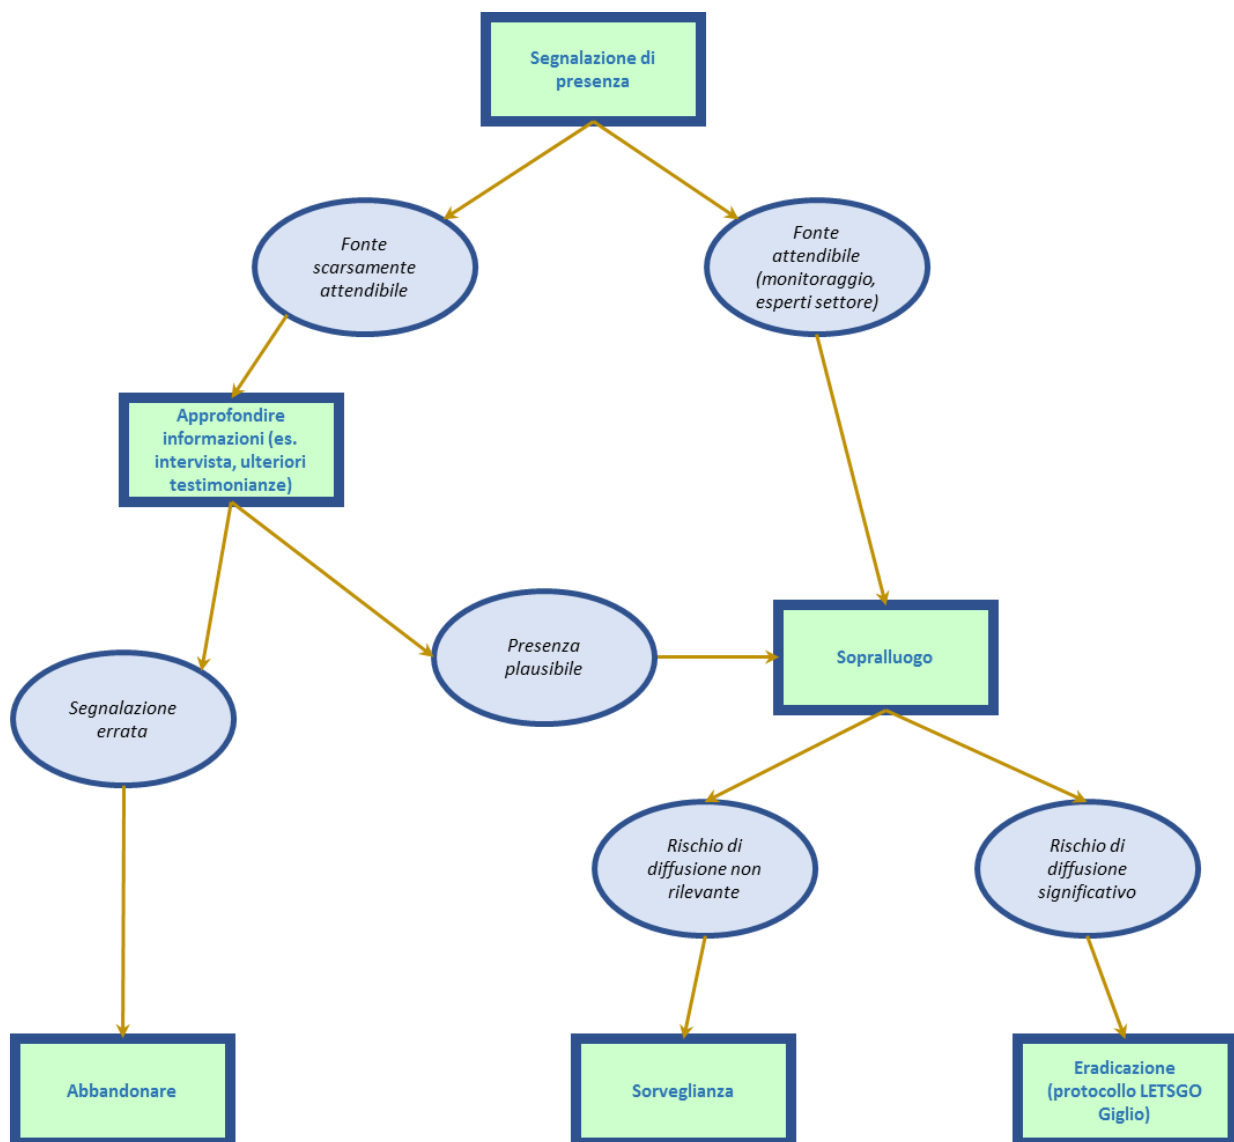 Segnalazione di
presenza
Fonte
scarsamente
attendibile
Fonte
attendibile
(monitoraggio,
esperti settore)
Approfondire
informazioni (es.
intervista, ulteriori
testimonianze)
Presenza
plausibile
Sopralluogo
Segnalazione
errata
Rischio di
diffusione non
rilevante
Rischio di
diffusione
significativo
Abbandonare
Sorveglianza
Eradicazione
(protocollo LETSGO
Giglio)